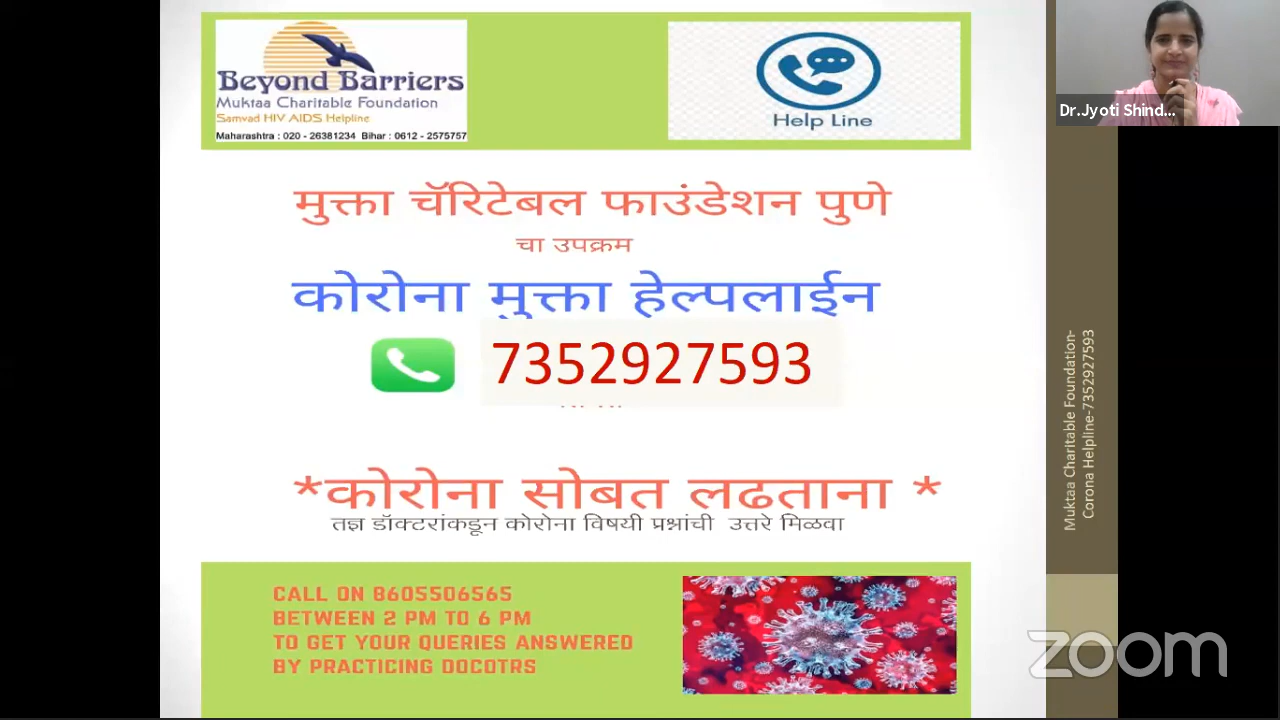 Beyond Barriers
Muktaa Charitable Foundation
Samvad HIV AIDS Helpline
Maharashtra : 020 - 26381234 Bihar : 0612 - 2575757
Help Line
Dr.Jyoti Shind...
मुक्ता चॅरिटेबल फाउंडेशन पुणे
चा उपक्रम
कोरोना मुक्ता हेल्पलाईन
7352927593
*कोरोना सोबत लढताना *
तज्ञ डॉक्टरांकडून कोरोना विषयी प्रश्नांची उत्तरे मिळवा
CALL ON 8605506565
BETWEEN 2 PM TO 6 PM
TO GET YOUR QUERIES ANSWERED
BY PRACTICING DOCOTRS
Muktaa Charitable Foundation-
Corona Helpline-7352927593
zoom